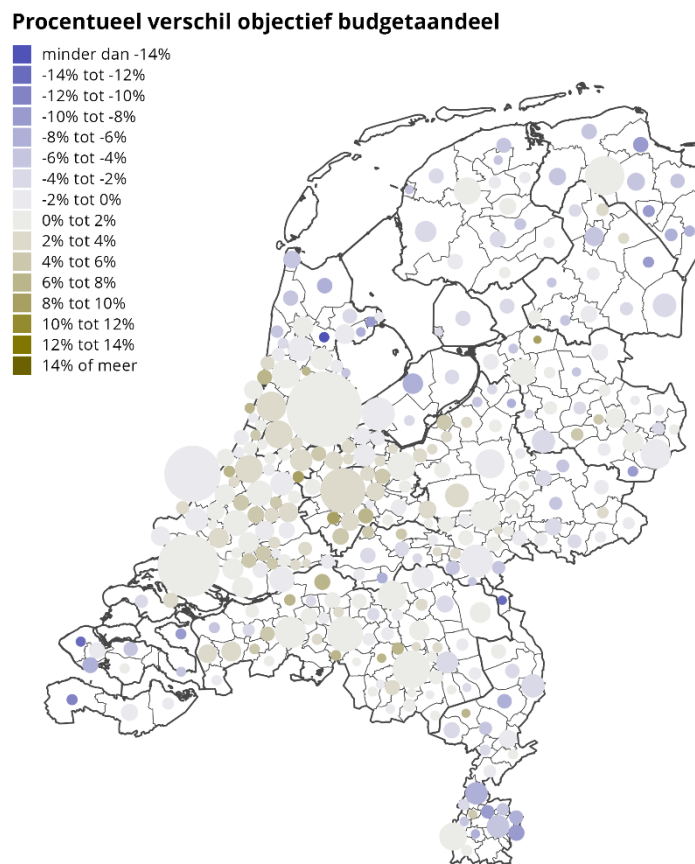 Procentueel verschil objectief budgetaandeel
minder dan -14%
-14% tot -12%
-12% tot -10%
-10% tot -8%
-8% tot -6%
-6% tot -4%
-4% tot -2%
-2% tot 0%
0% tot 2%
2% tot 4%
4% tot 6%
6% tot 8%
8% tot 10%
10% tot 12%
12% tot 14%
14% of meer